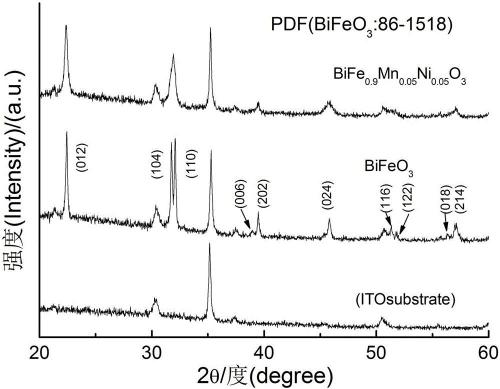 PDF(BiFeO₃:86-1518)
BiFe₀.₉Mn₀.₀₅Ni₀.₀₅O₃
BiFeO₃
(012)
(104)
(110)
(006)
(202)
(024)
(116)
(122)
(018)
(214)
(ITOsubstrate)
强度(Intensity)/(a.u.)
20 30 40 50 60
2θ/度(degree)